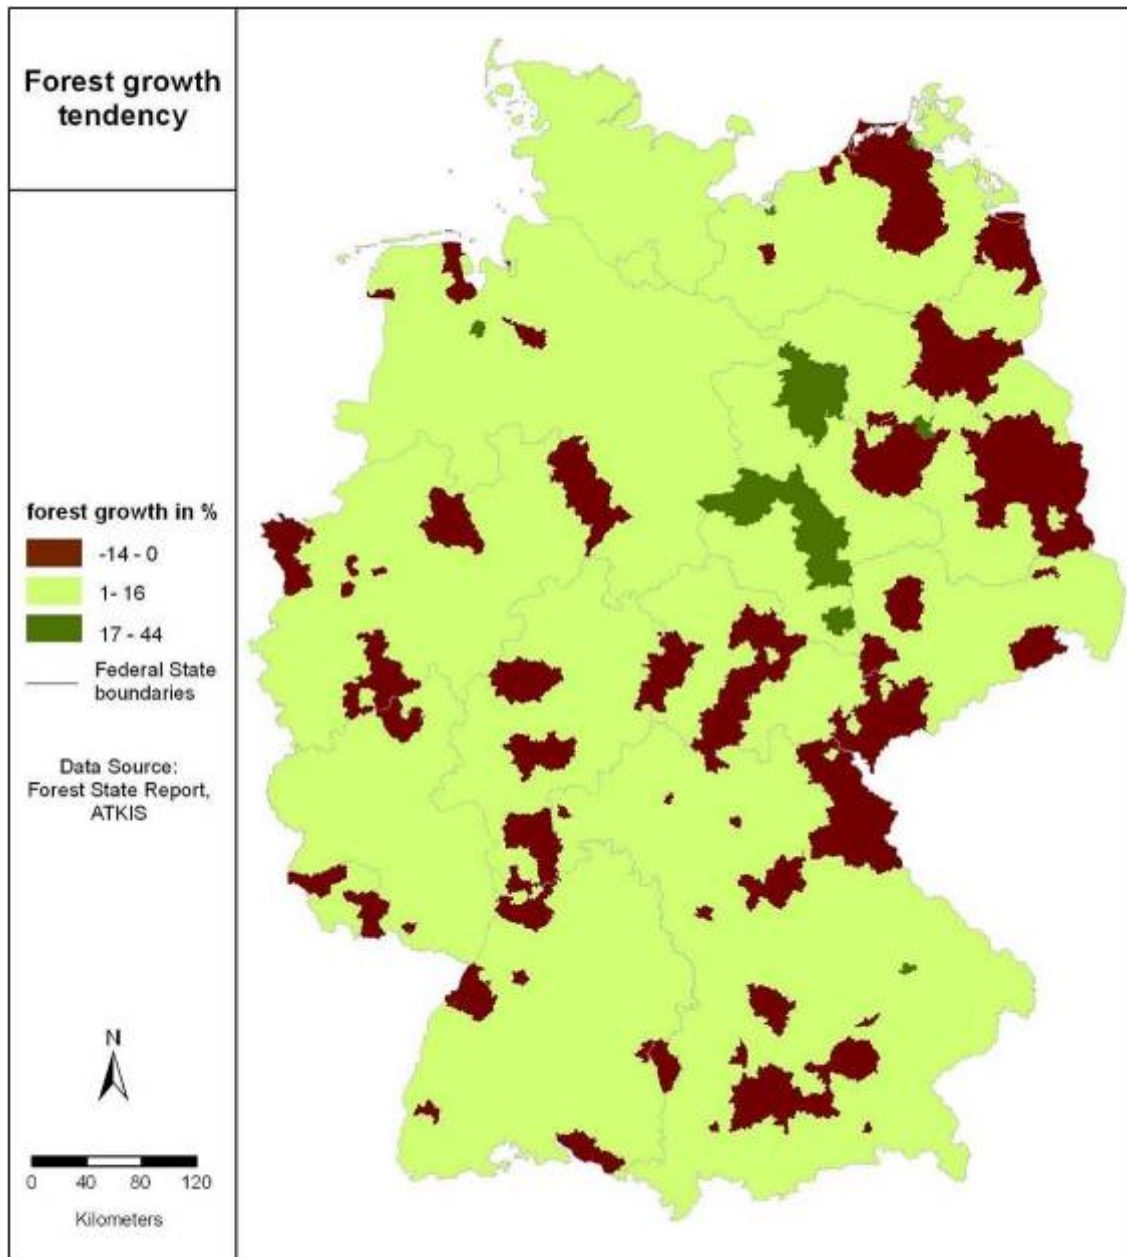 Forest growth
tendency
forest growth in %
-14 - 0
1- 16
17 - 44
Federal State
boundaries
Data Source:
Forest State Report,
ATKIS
N
0 40 80 120
Kilometers